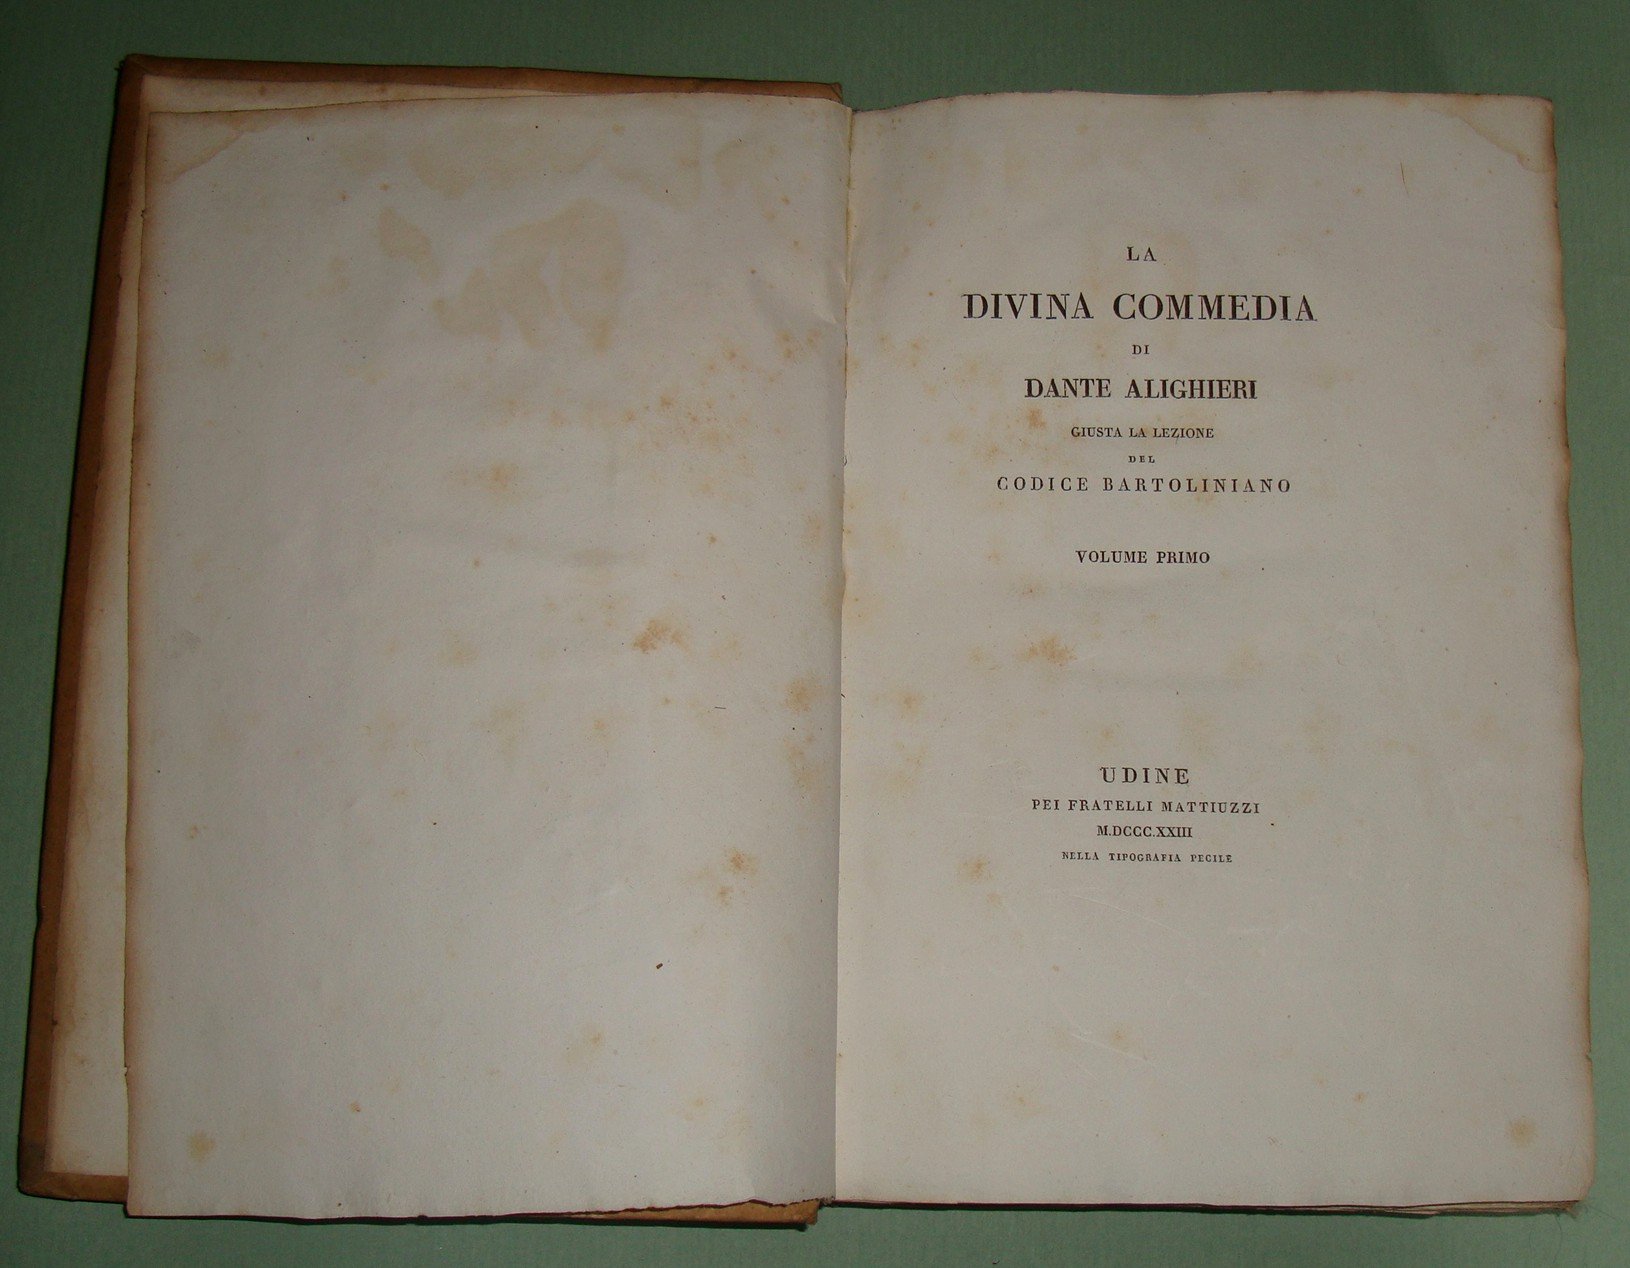 LA
DIVINA COMMEDIA
DI
DANTE ALIGHIERI
GIUSTA LA LEZIONE
DEL
CODICE BARTOLINIANO
VOLUME PRIMO
UDINE
PEI FRATELLI MATTIUZZI
M.DCCC.XXIII
NELLA TIPOGRAFIA PECILE